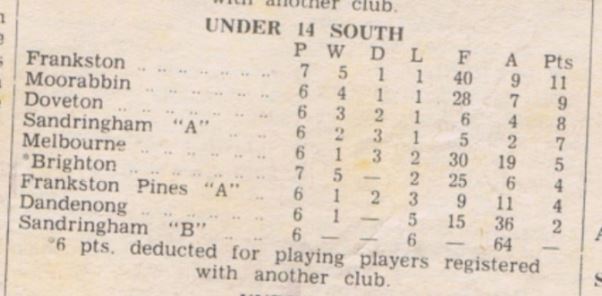 with another club.
UNDER 14 SOUTH
P W D L F A Pts
Frankston 7 5 1 1 40 9 11
Moorabbin 6 4 1 1 28 7 9
Doveton 6 3 2 1 6 4 8
Sandringham "A" 6 2 3 1 5 2 7
Melbourne 6 1 3 2 30 19 5
*Brighton 7 5 — 2 25 6 4
Frankston Pines "A" 6 1 2 3 9 11 4
Dandenong 6 1 — 5 15 36 2
Sandringham "B" 6 — — 6 — 64 —
*6 pts. deducted for playing players registered
with another club.